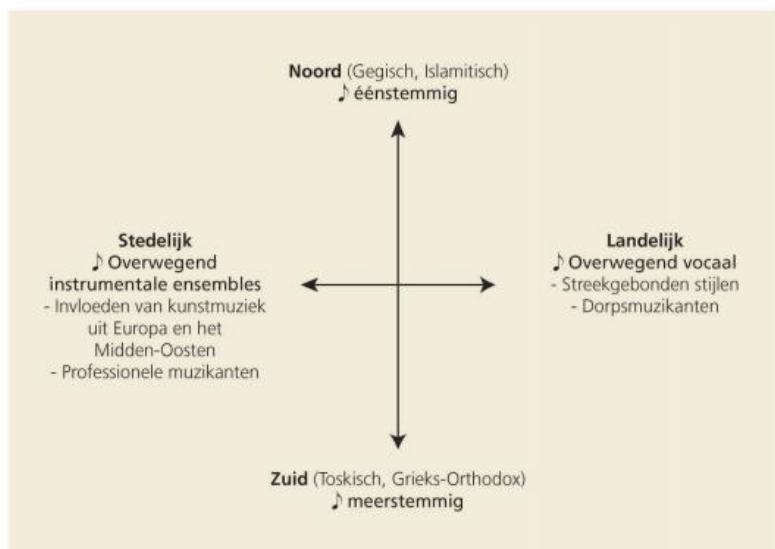 Noord (Gegisch, Islamitisch)
♪ éénstemmig
Stedelijk
♪ Overwegend
instrumentale ensembles
- Invloeden van kunstmuziek
uit Europa en het
Midden-Oosten
- Professionele muzikanten
Landelijk
♪ Overwegend vocaal
- Streekgebonden stijlen
- Dorpsmuzikanten
Zuid (Toskisch, Grieks-Orthodox)
♪ meerstemmig